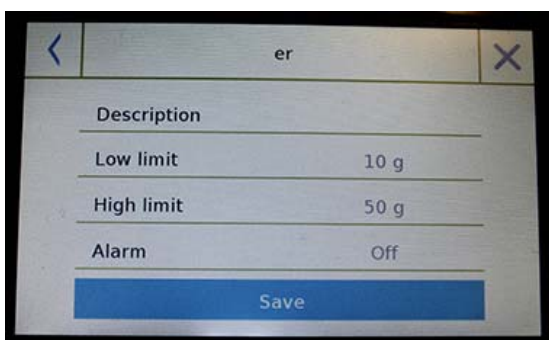 er
Description
Low limit 10 g
High limit 50 g
Alarm Off
Save